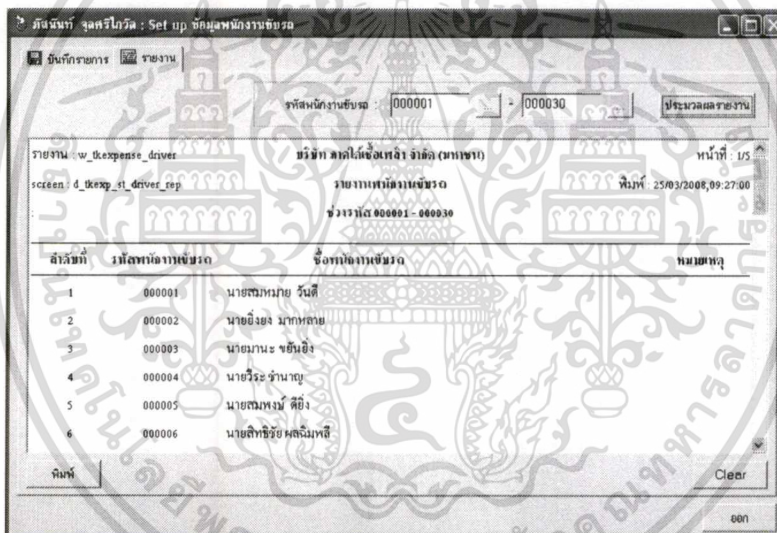 ภัสนันท์ จุลศรีไกวัล : Set up ข้อมูลพนักงานขับรถ
บันทึกรายการ รายงาน
รหัสพนักงานขับรถ : 000001 ... - 000030 ... ประมวลผลรายงาน
รายงาน : w_tkexpense_driver บริษัท ภาคใต้เชื้อเพลิง จำกัด (มหาชน) หน้าที่ : 1/5
screen : d_tkexp_st_driver_rep รายงานพนักงานขับรถ พิมพ์ : 25/03/2008,09:27:00
: ช่วงรหัส 000001 - 000030
ลำดับที่ รหัสพนักงานขับรถ ชื่อพนักงานขับรถ หมายเหตุ
1 000001 นายสมหมาย วันดี
2 000002 นายยิ่งยง มากหลาย
3 000003 นายมานะ ขยันยิ่ง
4 000004 นายวีระ ชำนาญ
5 000005 นายสมพงษ์ ดียิ่ง
6 000006 นายสิทธิชัย ผลฉิมพลี
พิมพ์ Clear
ออก